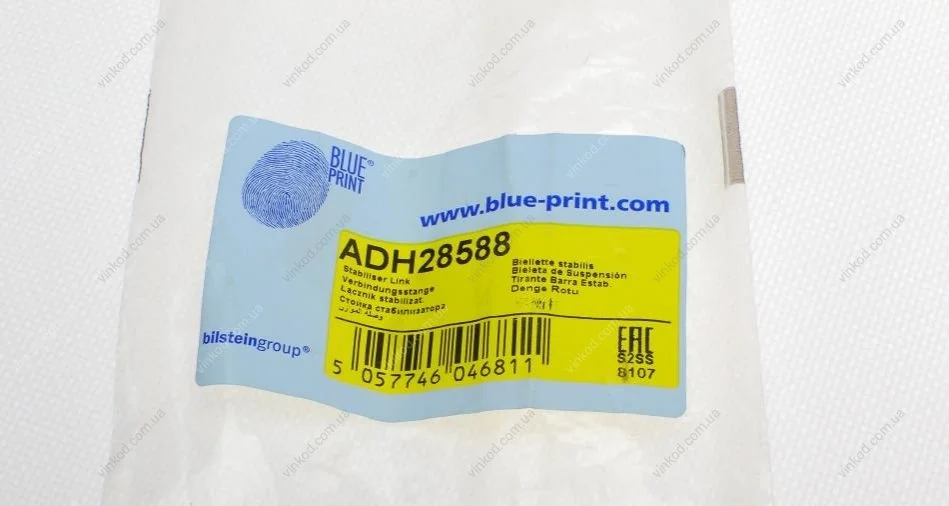 BLUE®
PRINT
www.blue-print.com
ADH28588
Stabiliser Link
Verbindungsstange
Łącznik stabilizat.
Стойка стабилизатора
Biellette stabilis
Bieleta de Suspensión
Tirante Barra Estab.
Denge Rotu
bilsteingroup®
5 057746 046811
EAC
S2SS
8107
vinkod.com.ua